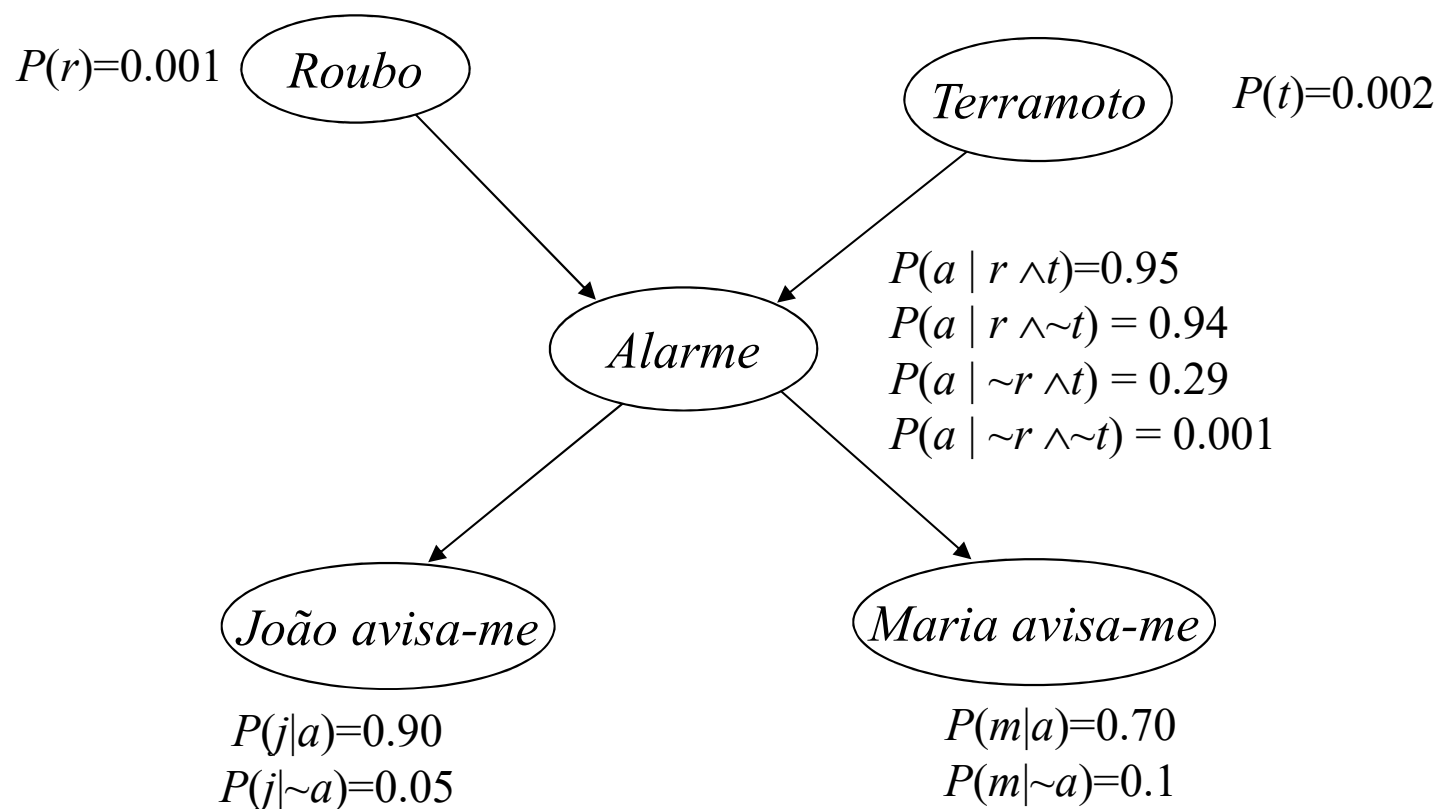 P(r)=0.001
Roubo
Terramoto
P(t)=0.002
Alarme
P(a | r ∧t)=0.95
P(a | r ∧~t) = 0.94
P(a | ~r ∧t) = 0.29
P(a | ~r ∧~t) = 0.001
João avisa-me
Maria avisa-me
P(j|a)=0.90
P(j|~a)=0.05
P(m|a)=0.70
P(m|~a)=0.1